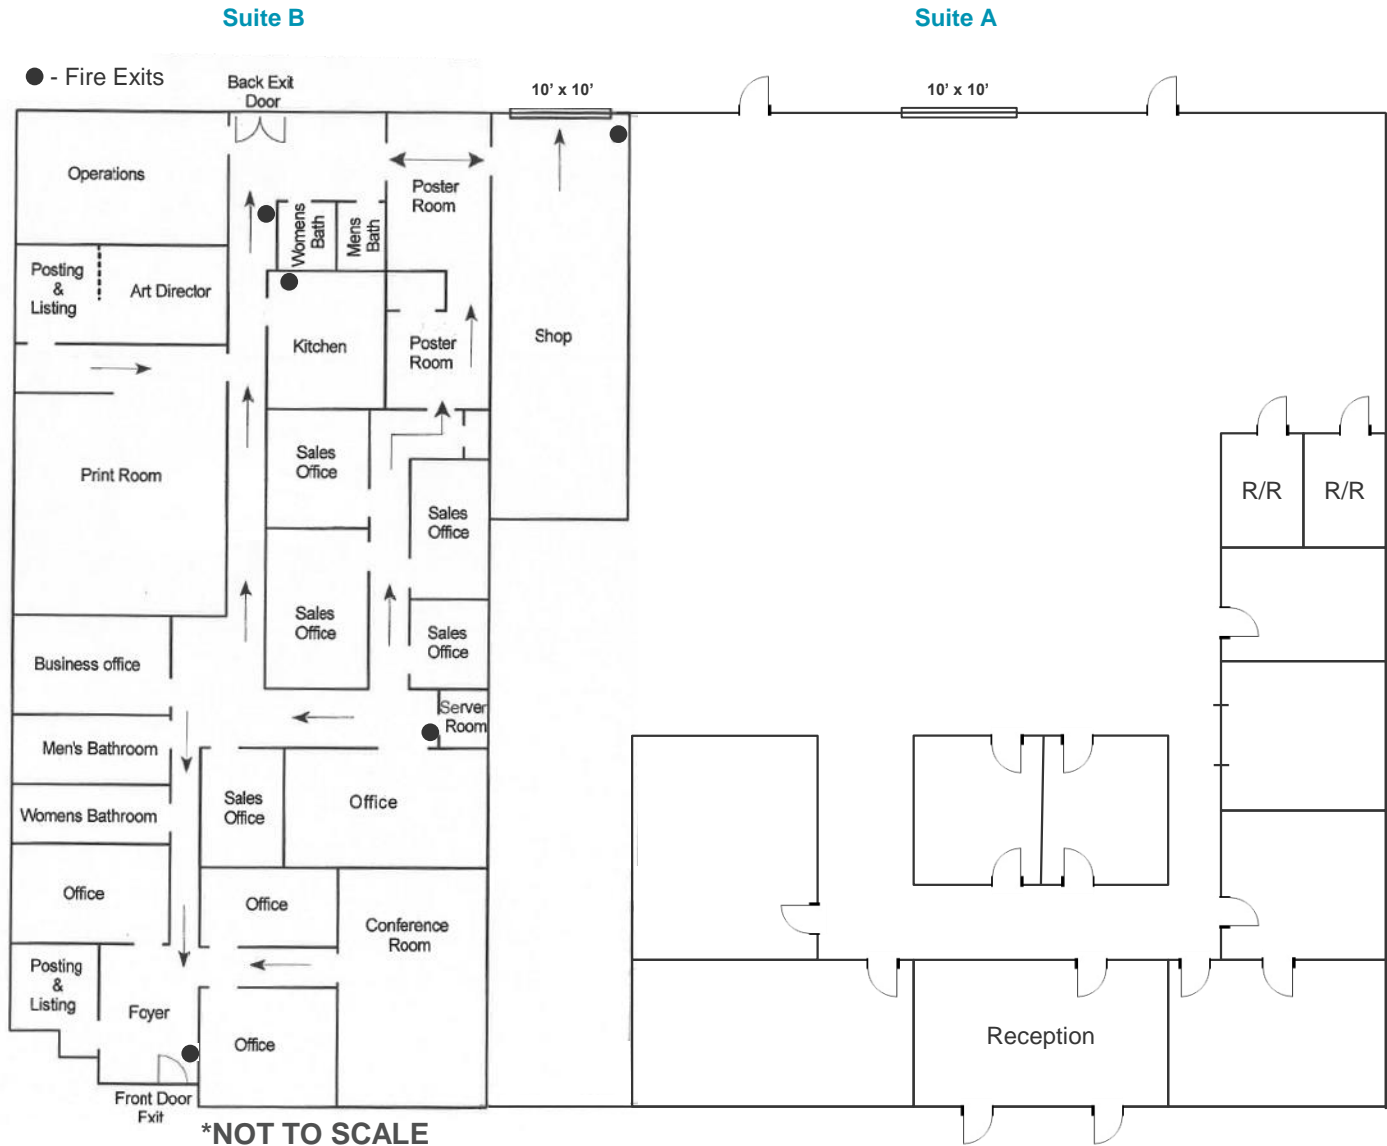 Suite B
Suite A
- Fire Exits
Back Exit
Door
10' x 10'
10' x 10'
Operations
Poster
Room
Womens
Bath
Mens
Bath
Posting
&
Listing
Art Director
Kitchen
Poster
Room
Shop
Print Room
Sales
Office
Sales
Office
R/R
R/R
Sales
Office
Sales
Office
Business office
Server
Room
Men's Bathroom
Womens Bathroom
Sales
Office
Office
Office
Office
Conference
Room
Posting
&
Listing
Foyer
Office
Reception
Front Door
Exit
*NOT TO SCALE